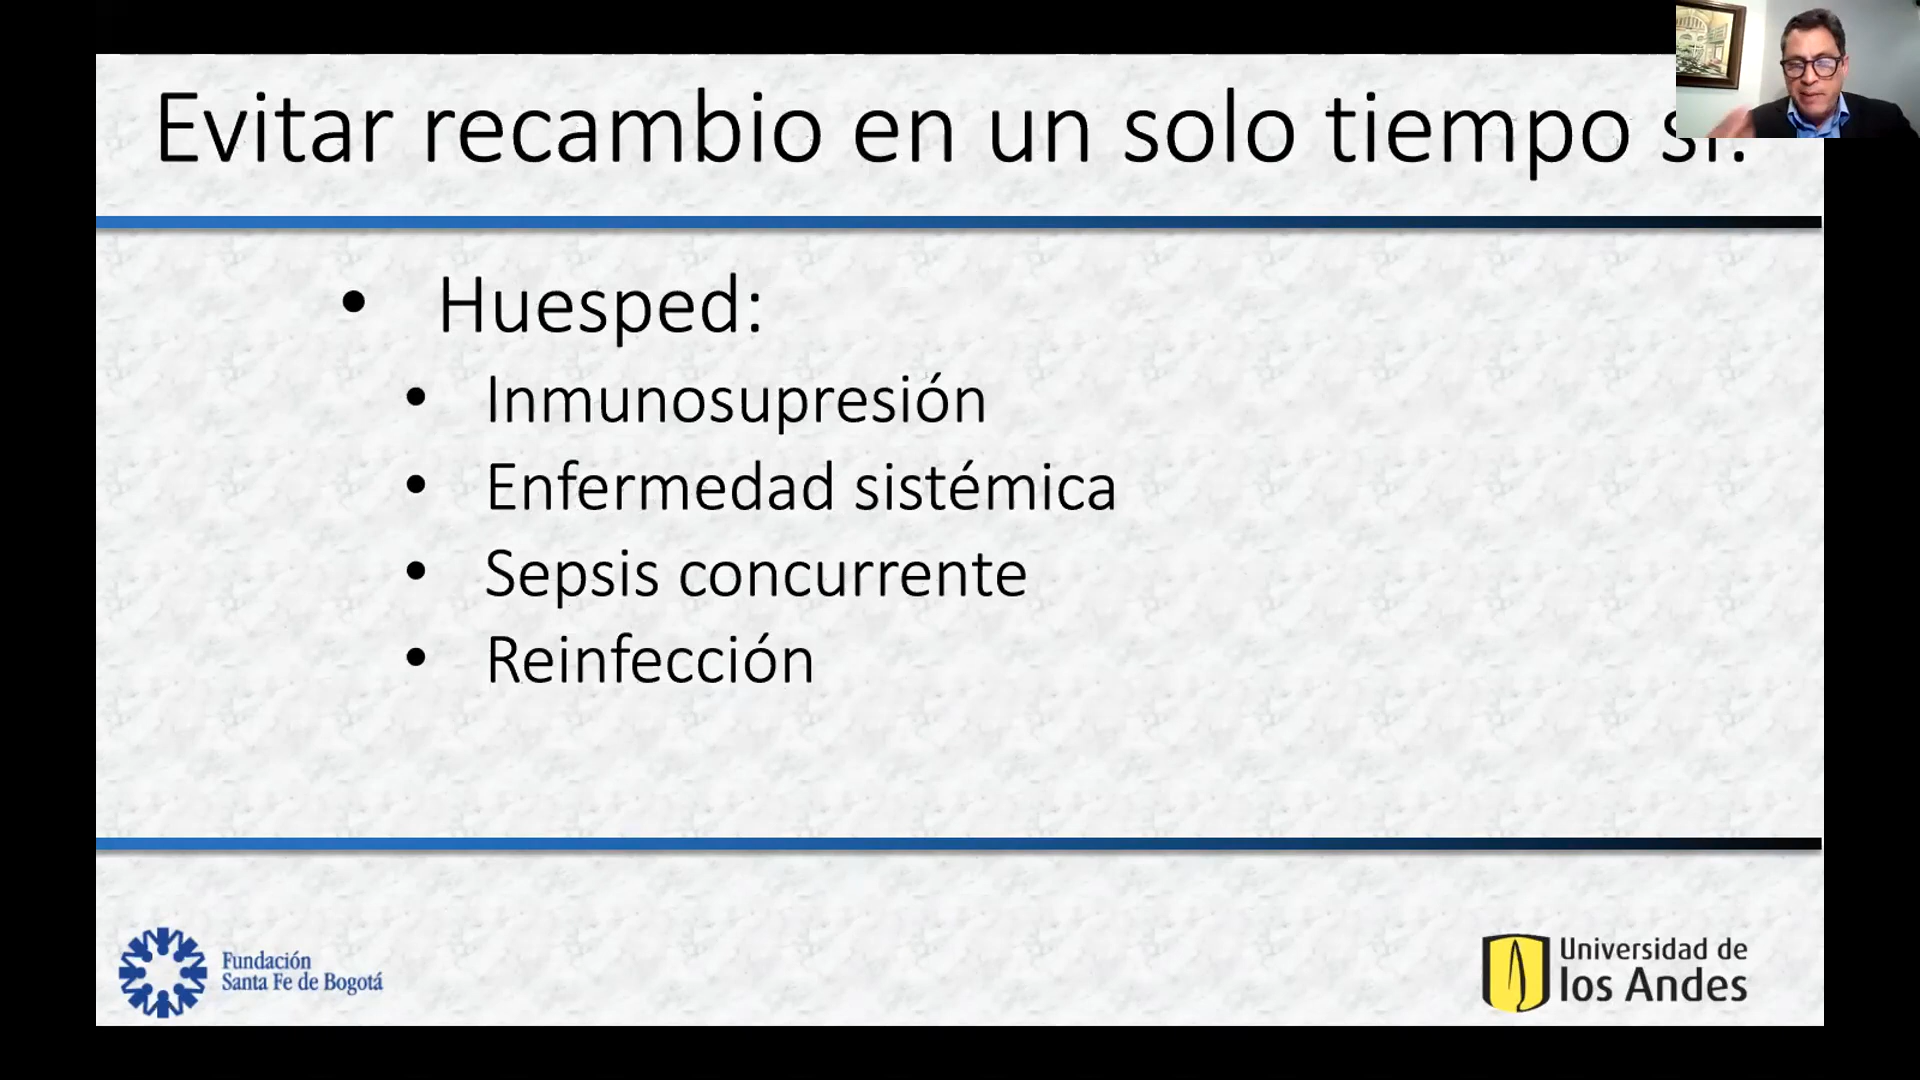 Evitar recambio en un solo tiempo si:
• Huesped:
• Inmunosupresión
• Enfermedad sistémica
• Sepsis concurrente
• Reinfección
Fundación
Santa Fe de Bogotá
Universidad de
los Andes